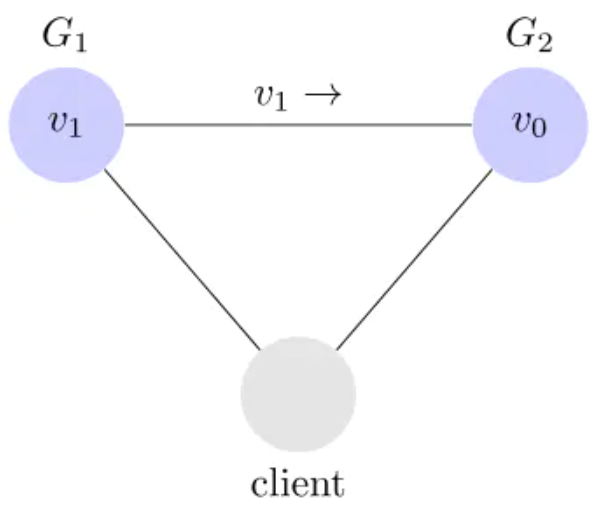 G₁ G₂
v₁ →
v₁ v₀
client